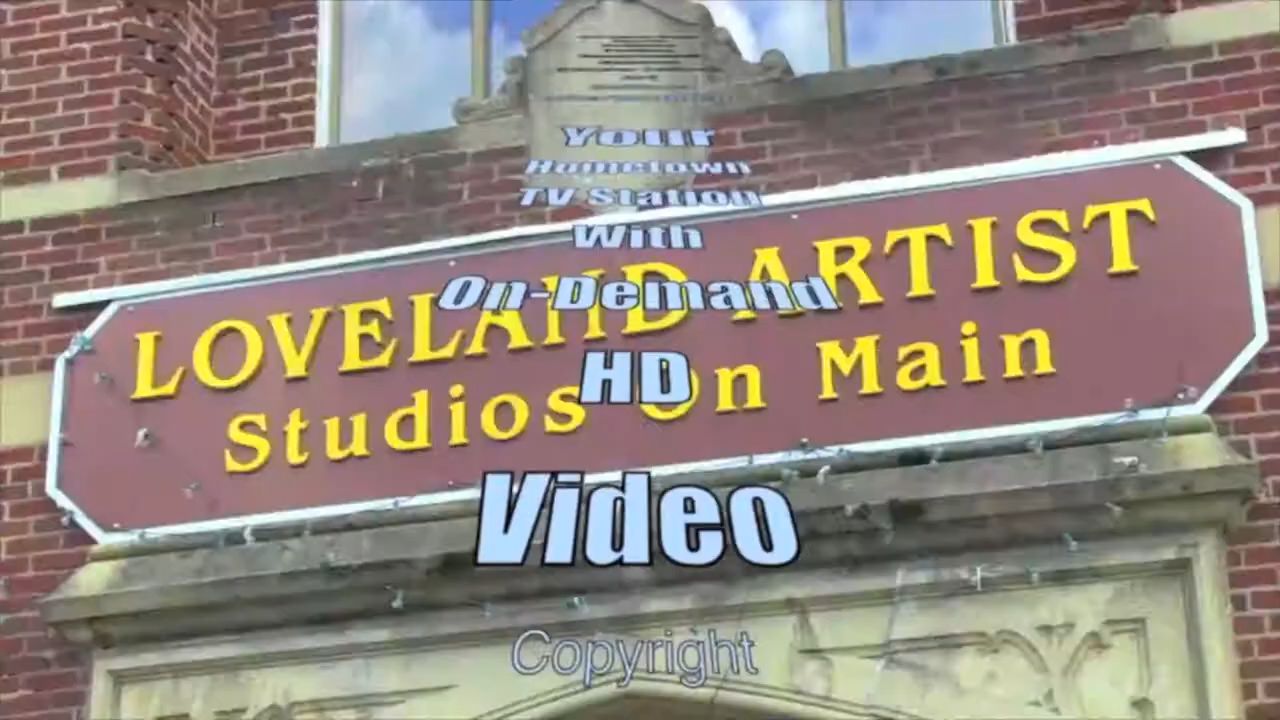 Your
Hometown
TV Station
With
On-Demand
HD
Video
LOVELAND ARTIST
Studios On Main
Copyright